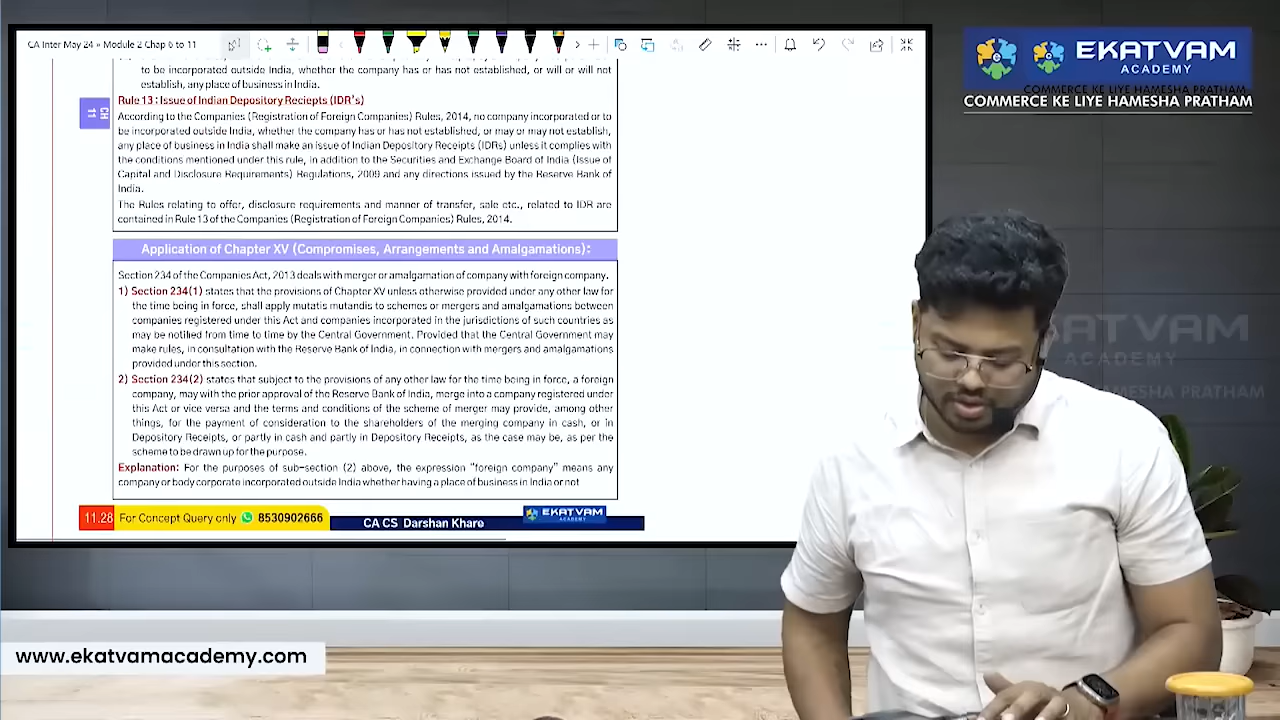 CA Inter May 24 » Module 2 Chap 6 to 11
to be incorporated outside India, whether the company has or has not established, or will or will not
establish, any place of business in India.
CH
11
Rule 13 : Issue of Indian Depository Reciepts (IDR's)
According to the Companies (Registration of Foreign Companies) Rules, 2014, no company incorporated or to
be incorporated outside India, whether the company has or has not established, or may or may not establish,
any place of business in India shall make an issue of Indian Depository Receipts (IDRs) unless it complies with
the conditions mentioned under this rule, in addition to the Securities and Exchange Board of India (Issue of
Capital and Disclosure Requirements) Regulations, 2009 and any directions issued by the Reserve Bank of
India.
The Rules relating to offer, disclosure requirements and manner of transfer, sale etc., related to IDR are
contained in Rule 13 of the Companies (Registration of Foreign Companies) Rules, 2014.
Application of Chapter XV (Compromises, Arrangements and Amalgamations):
Section 234 of the Companies Act, 2013 deals with merger or amalgamation of company with foreign company.
1) Section 234(1) states that the provisions of Chapter XV unless otherwise provided under any other law for
the time being in force, shall apply mutatis mutandis to schemes or mergers and amalgamations between
companies registered under this Act and companies incorporated in the jurisdictions of such countries as
may be notified from time to time by the Central Government. Provided that the Central Government may
make rules, in consultation with the Reserve Bank of India, in connection with mergers and amalgamations
provided under this section.
2) Section 234(2) states that subject to the provisions of any other law for the time being in force, a foreign
company, may with the prior approval of the Reserve Bank of India, merge into a company registered under
this Act or vice versa and the terms and conditions of the scheme of merger may provide, among other
things, for the payment of consideration to the shareholders of the merging company in cash, or in
Depository Receipts, or partly in cash and partly in Depository Receipts, as the case may be, as per the
scheme to be drawn up for the purpose.
Explanation: For the purposes of sub-section (2) above, the expression "foreign company" means any
company or body corporate incorporated outside India whether having a place of business in India or not
11.28 For Concept Query only 8530902666 CA CS Darshan Khare EKATVAM
ACADEMY
EKATVAM
ACADEMY
COMMERCE KE LIYE HAMESHA PRATHAM
COMMERCE KE LIYE HAMESHA PRATHAM
EKATVAM
ACADEMY
HAMESHA PRATHAM
www.ekatvamacademy.com